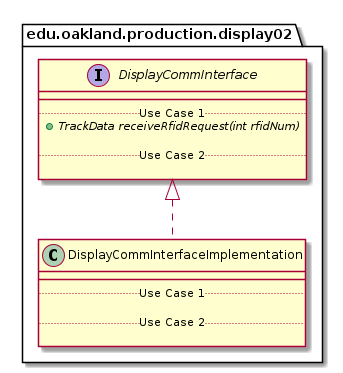 edu.oakland.production.display02
I DisplayCommInterface
Use Case 1
TrackData receiveRfidRequest(int rfidNum)
Use Case 2
C DisplayCommInterfaceImplementation
Use Case 1
Use Case 2